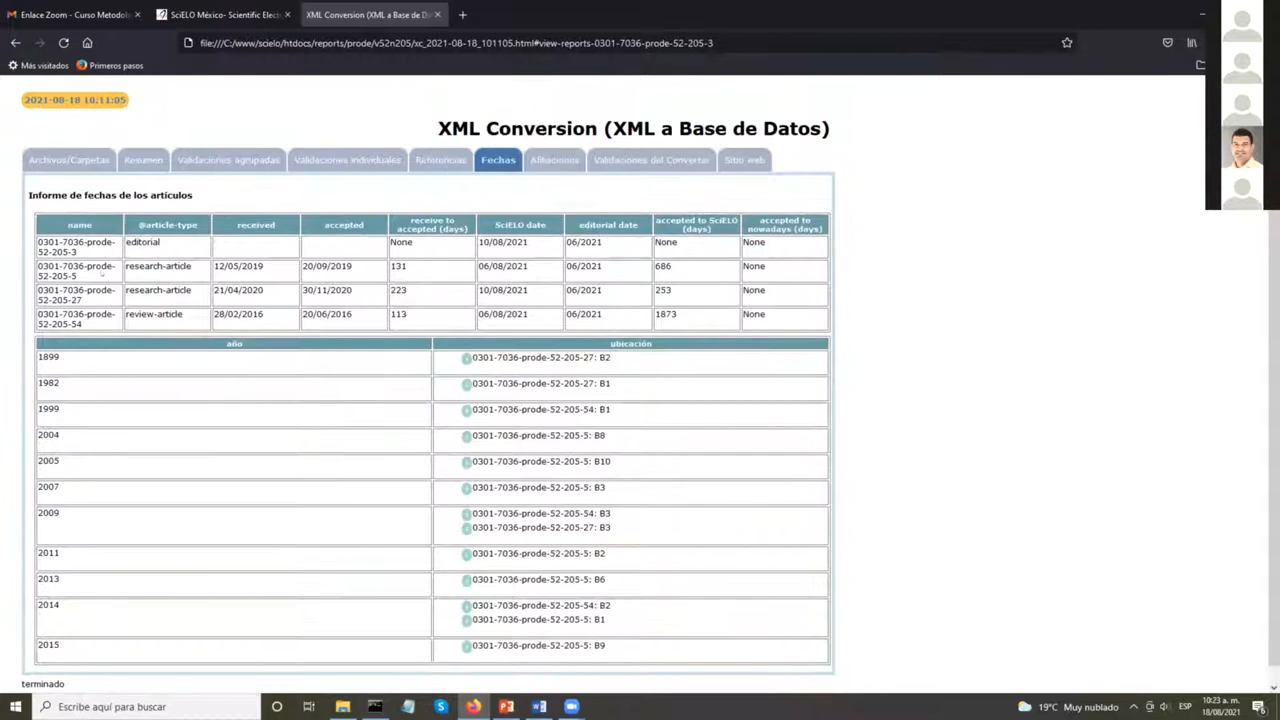 Enlace Zoom - Curso Metodolo
SciELO México- Scientific Electr
XML Conversion (XML a Base de Da
file:///C:/www/scielo/htdocs/reports/prode/v52n205/xc_2021-08-18_101105.html#view-reports-0301-7036-prode-52-205-3
Más visitados Primeros pasos
2021-08-18 10:11:05
XML Conversion (XML a Base de Datos)
Archivos/Carpetas Resumen Validaciones agrupadas Validaciones individuales Referencias Fechas Afiliaciones Validaciones del Converter Sitio web
Informe de fechas de los artículos
name @article-type received accepted receive to accepted (days) SciELO date editorial date accepted to SciELO (days) accepted to nowadays (days)
0301-7036-prode-52-205-3 editorial None 10/08/2021 06/2021 None None
0301-7036-prode-52-205-5 research-article 12/05/2019 20/09/2019 131 06/08/2021 06/2021 686 None
0301-7036-prode-52-205-27 research-article 21/04/2020 30/11/2020 223 10/08/2021 06/2021 253 None
0301-7036-prode-52-205-54 review-article 28/02/2016 20/06/2016 113 06/08/2021 06/2021 1873 None
año ubicación
1899 0301-7036-prode-52-205-27: B2
1982 0301-7036-prode-52-205-27: B1
1999 0301-7036-prode-52-205-54: B1
2004 0301-7036-prode-52-205-5: B8
2005 0301-7036-prode-52-205-5: B10
2007 0301-7036-prode-52-205-5: B3
2009 0301-7036-prode-52-205-54: B3
0301-7036-prode-52-205-27: B3
2011 0301-7036-prode-52-205-5: B2
2013 0301-7036-prode-52-205-5: B6
2014 0301-7036-prode-52-205-54: B2
0301-7036-prode-52-205-5: B1
2015 0301-7036-prode-52-205-5: B9
terminado
Escribe aquí para buscar
19°C Muy nublado
ESP
10:23 a. m.
18/08/2021